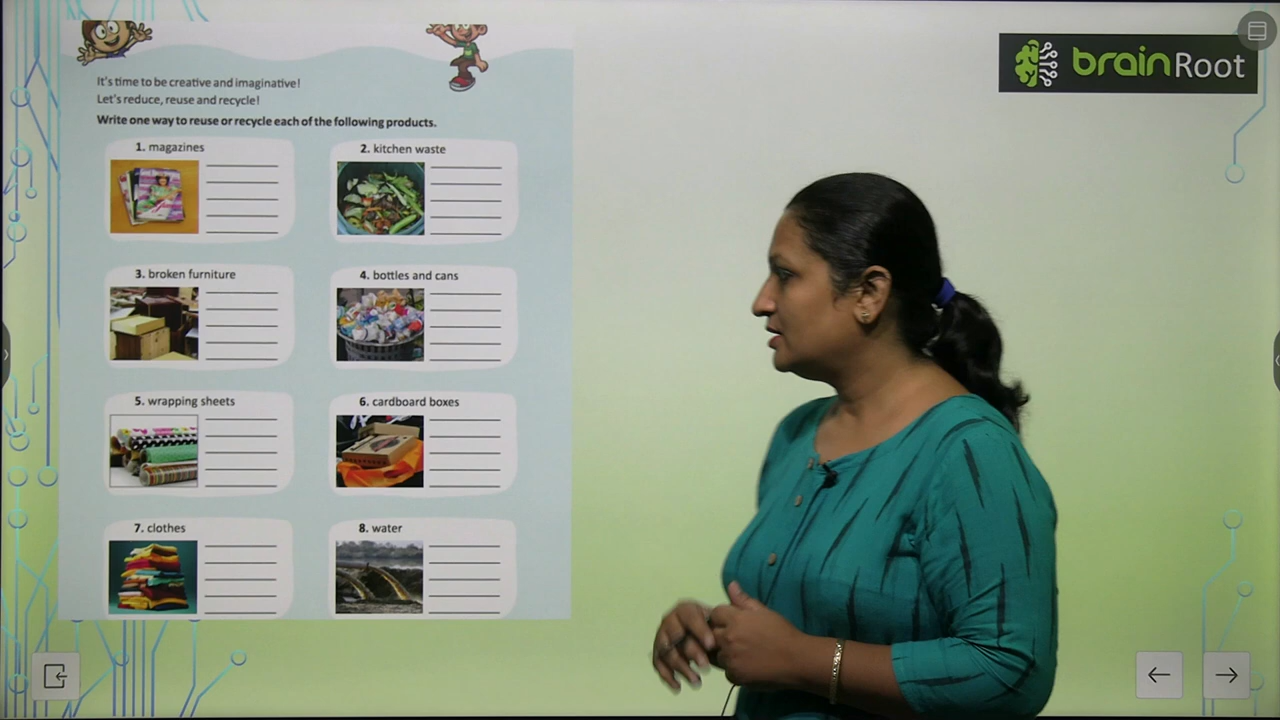 It's time to be creative and imaginative!
Let's reduce, reuse and recycle!
Write one way to reuse or recycle each of the following products.
1. magazines
2. kitchen waste
3. broken furniture
4. bottles and cans
5. wrapping sheets
6. cardboard boxes
7. clothes
8. water
brainRoot